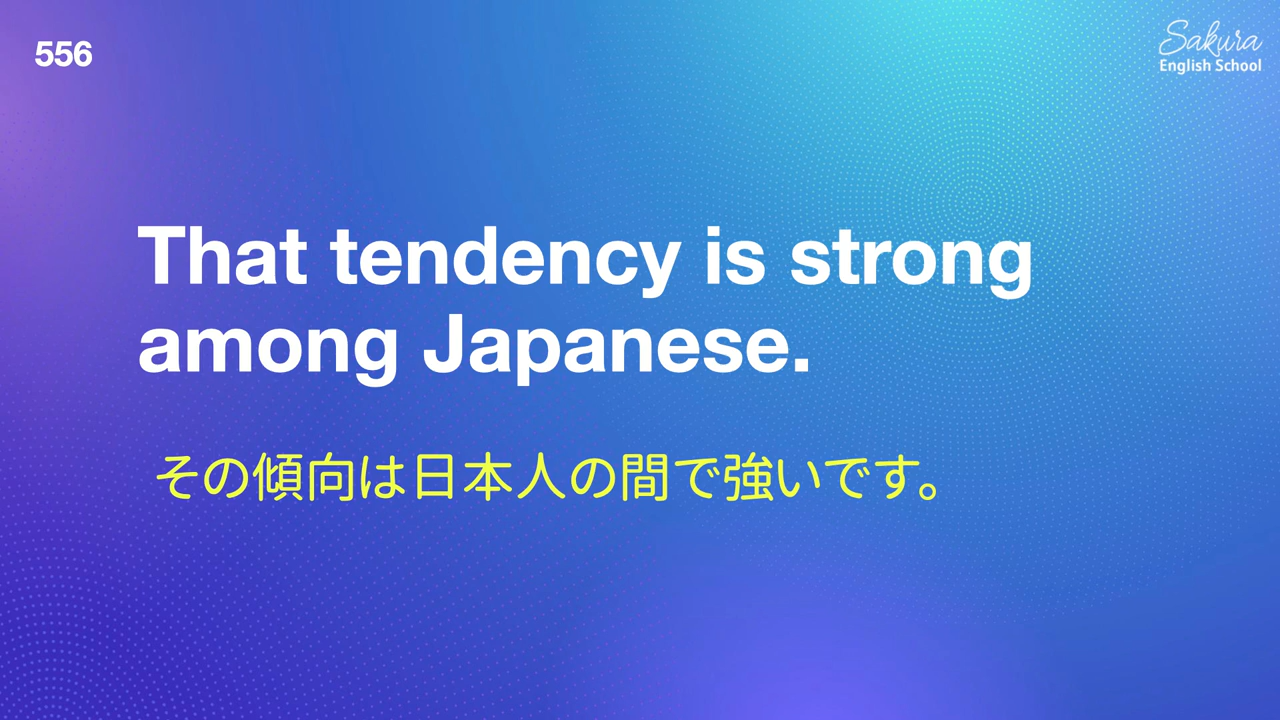 556
Sakura
English School
That tendency is strong
among Japanese.
その傾向は日本人の間で強いです。